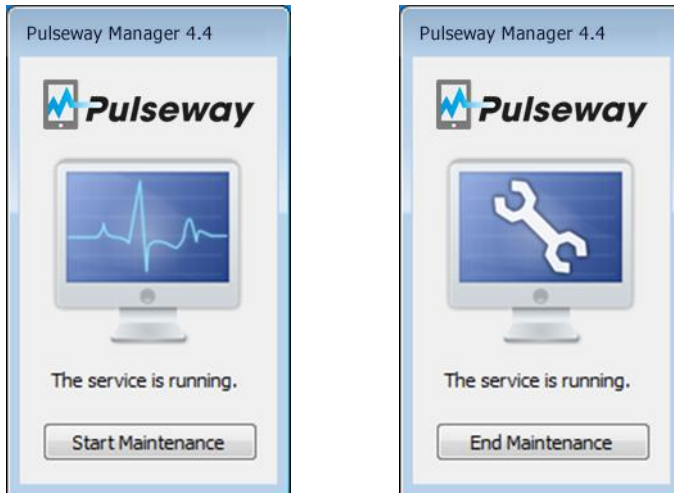 Pulseway Manager 4.4
Pulseway
The service is running.
Start Maintenance
Pulseway Manager 4.4
Pulseway
The service is running.
End Maintenance